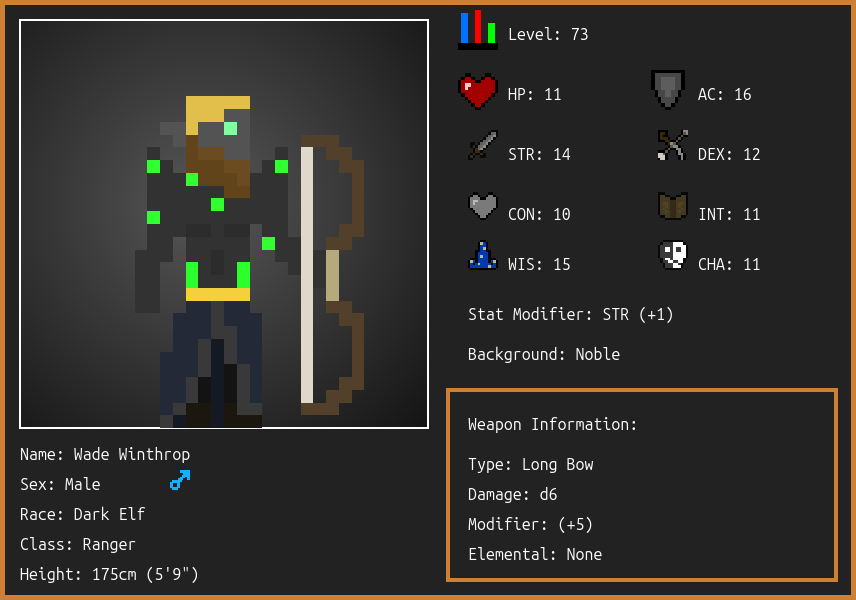 Level: 73
HP: 11
AC: 16
STR: 14
DEX: 12
CON: 10
INT: 11
WIS: 15
CHA: 11
Stat Modifier: STR (+1)
Background: Noble
Weapon Information:
Type: Long Bow
Damage: d6
Modifier: (+5)
Elemental: None
Name: Wade Winthrop
Sex: Male
Race: Dark Elf
Class: Ranger
Height: 175cm (5'9")